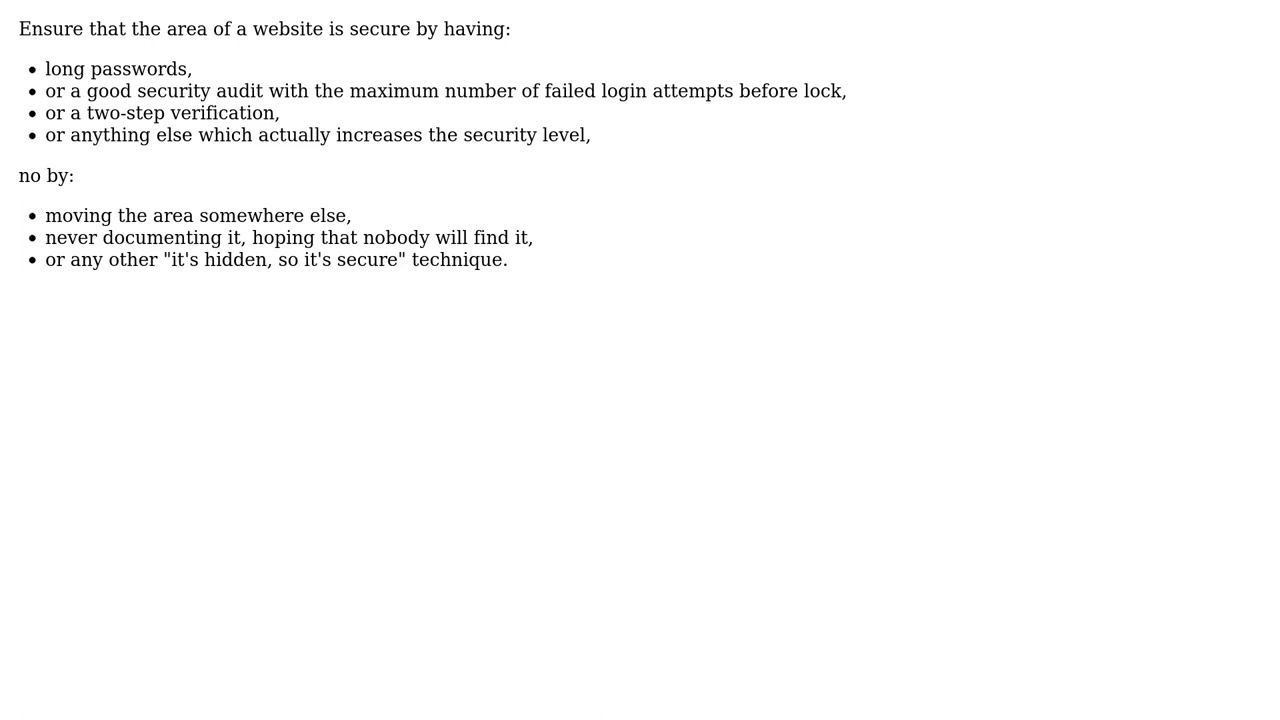 Ensure that the area of a website is secure by having:
• long passwords,
• or a good security audit with the maximum number of failed login attempts before lock,
• or a two-step verification,
• or anything else which actually increases the security level,
no by:
• moving the area somewhere else,
• never documenting it, hoping that nobody will find it,
• or any other "it's hidden, so it's secure" technique.